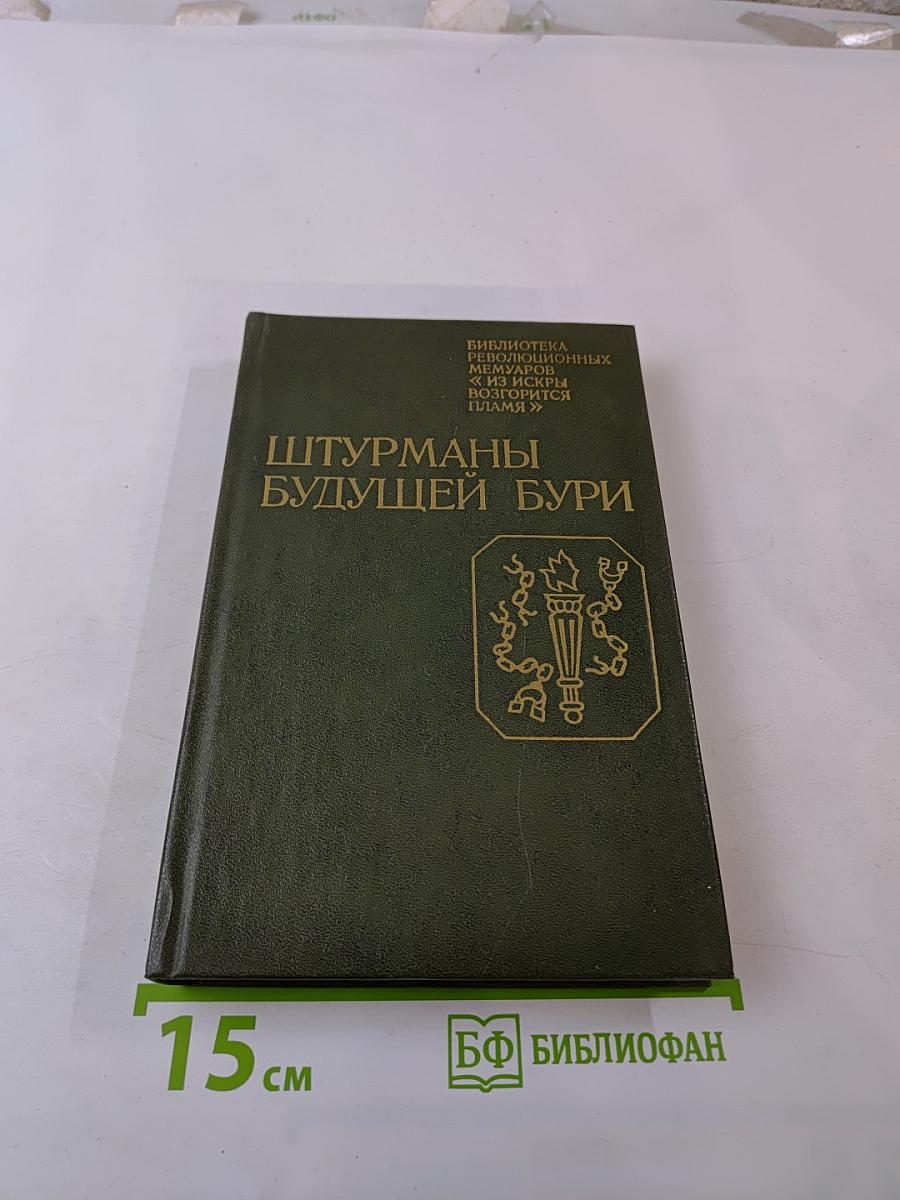 БИБЛИОТЕКА
РЕВОЛЮЦИОННЫХ
МЕМУАРОВ
«ИЗ ИСКРЫ
ВОЗГОРИТСЯ
ПЛАМЯ»
ШТУРМАНЫ
БУДУЩЕЙ БУРИ
15 см
БФ БИБЛИОФАН